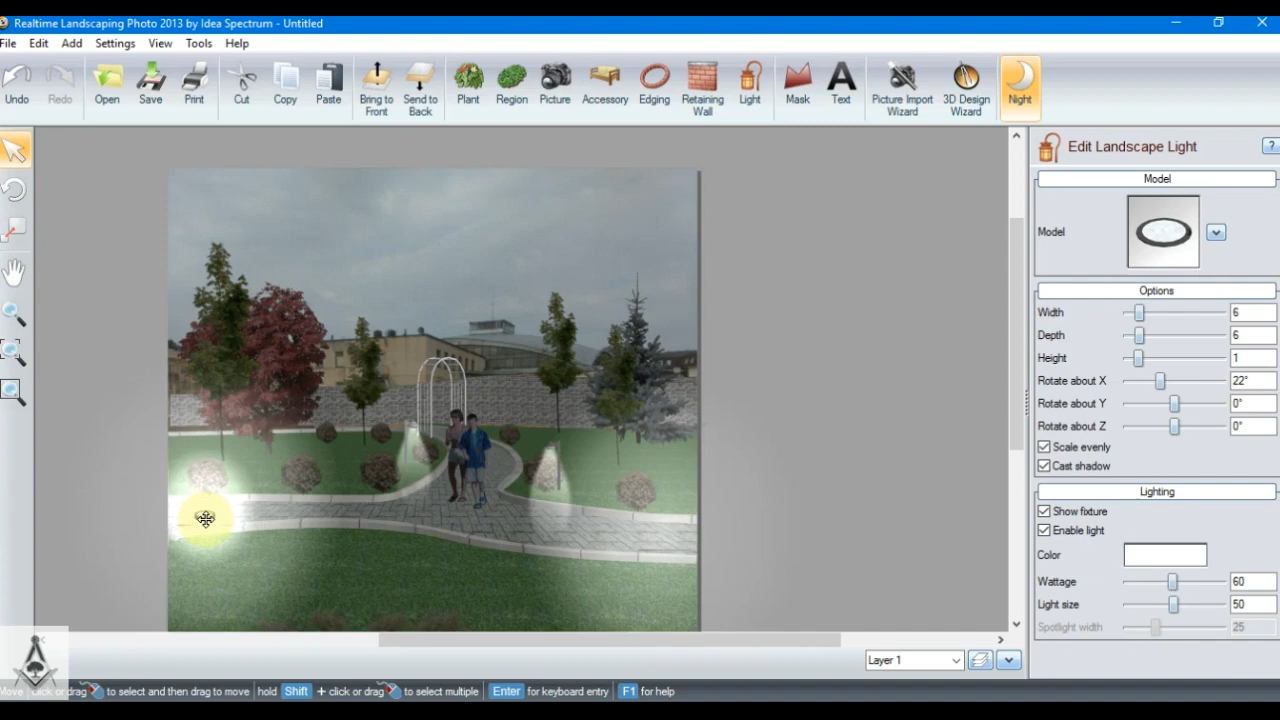 Realtime Landscaping Photo 2013 by Idea Spectrum - Untitled
File Edit Add Settings View Tools Help
Undo Redo Open Save Print Cut Copy Paste Bring to Front Send to Back Plant Region Picture Accessory Edging Retaining Wall Light Mask Text Picture Import Wizard 3D Design Wizard Night
Edit Landscape Light ?
Model
Model
Options
Width 6
Depth 6
Height 1
Rotate about X 22°
Rotate about Y 0°
Rotate about Z 0°
Scale evenly
Cast shadow
Lighting
Show fixture
Enable light
Color
Wattage 60
Light size 50
Spotlight width 25
Layer 1
Move click or drag to select and then drag to move hold Shift + click or drag to select multiple Enter for keyboard entry F1 for help